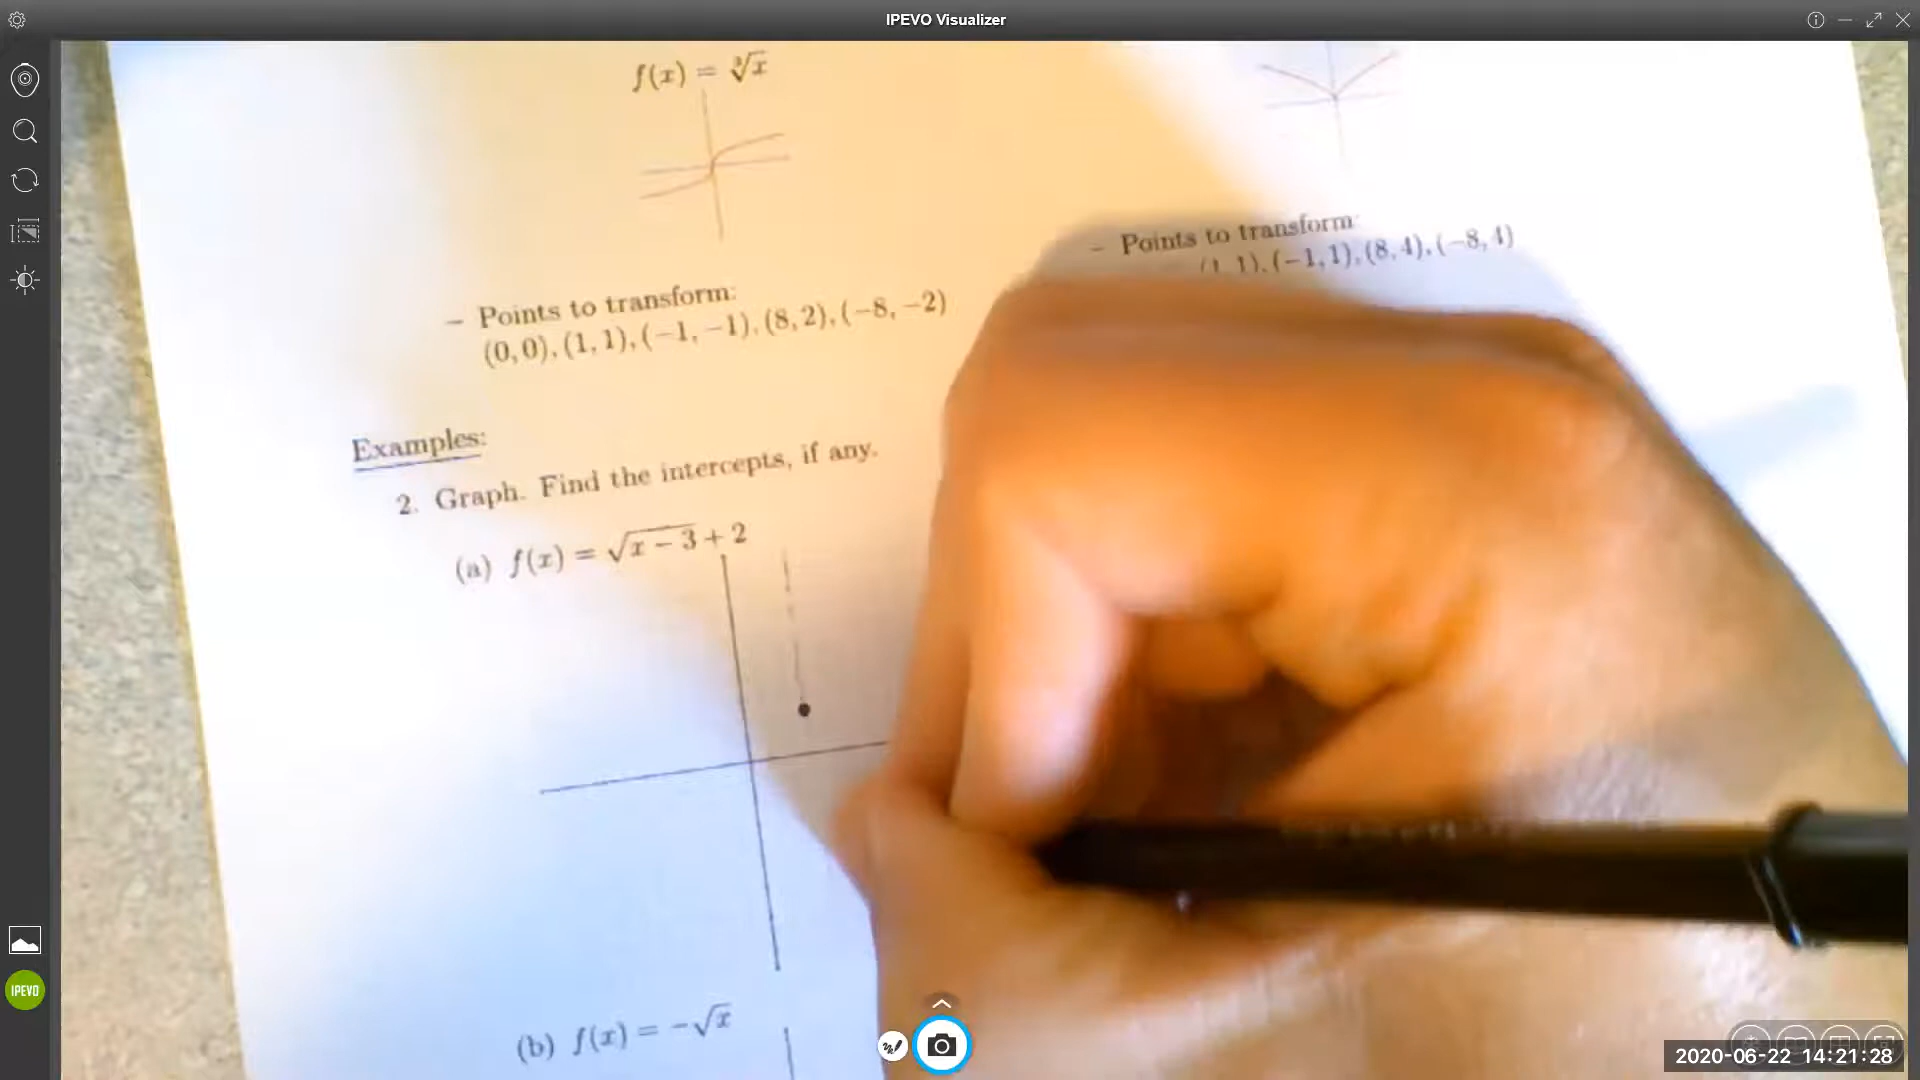 IPEVO Visualizer
f(x) = ∛x
– Points to transform:
(0,0), (1,1), (−1,−1), (8,2), (−8,−2)
– Points to transform:
(1,1), (−1,1), (8,4), (−8,4)
Examples:
2. Graph. Find the intercepts, if any.
(a) f(x) = √(x − 3) + 2
(b) f(x) = −√x
IPEVO
2020-06-22 14:21:28